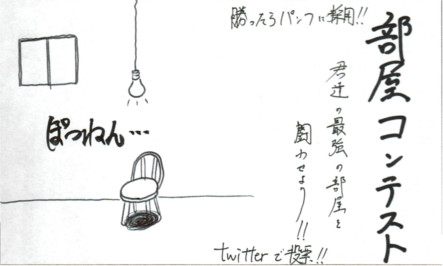 部屋コンテスト
勝ったらパンフに採用!!
君達の最強の部屋を
闘わせよう!!
ぽつねん…
twitterで投票!!